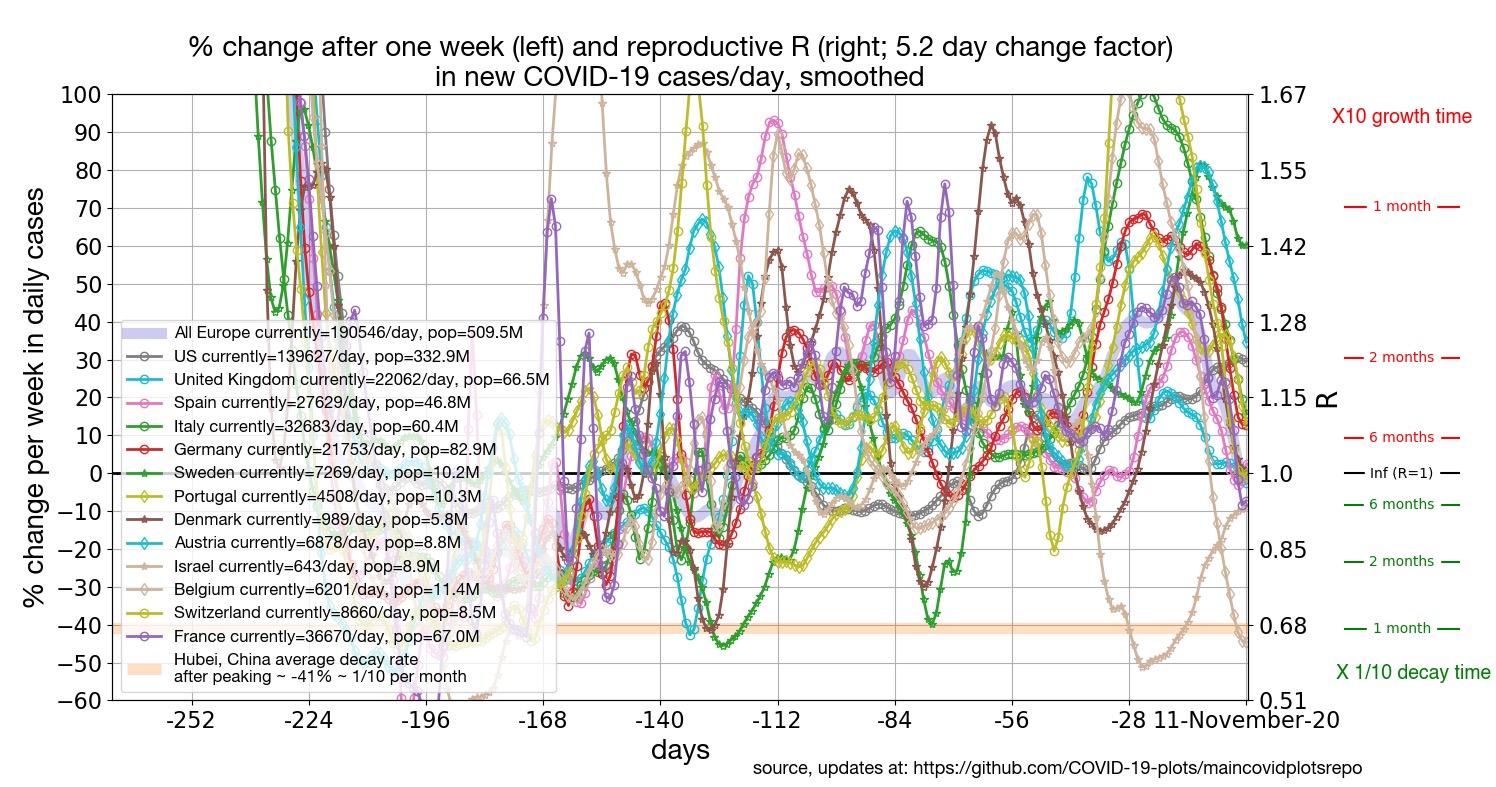 % change after one week (left) and reproductive R (right; 5.2 day change factor)
in new COVID-19 cases/day, smoothed
% change per week in daily cases
100
90
80
70
60
50
40
30
20
10
0
−10
−20
−30
−40
−50
−60
All Europe currently=190546/day, pop=509.5M
US currently=139627/day, pop=332.9M
United Kingdom currently=22062/day, pop=66.5M
Spain currently=27629/day, pop=46.8M
Italy currently=32683/day, pop=60.4M
Germany currently=21753/day, pop=82.9M
Sweden currently=7269/day, pop=10.2M
Portugal currently=4508/day, pop=10.3M
Denmark currently=989/day, pop=5.8M
Austria currently=6878/day, pop=8.8M
Israel currently=643/day, pop=8.9M
Belgium currently=6201/day, pop=11.4M
Switzerland currently=8660/day, pop=8.5M
France currently=36670/day, pop=67.0M
Hubei, China average decay rate
after peaking ~ -41% ~ 1/10 per month
1.67
1.55
1.42
1.28
1.15
1.0
0.85
0.68
0.51
R
X10 growth time
1 month
2 months
6 months
Inf (R=1)
6 months
2 months
1 month
X 1/10 decay time
-252 -224 -196 -168 -140 -112 -84 -56 -28 11-November-20
days
source, updates at: https://github.com/COVID-19-plots/maincovidplotsrepo